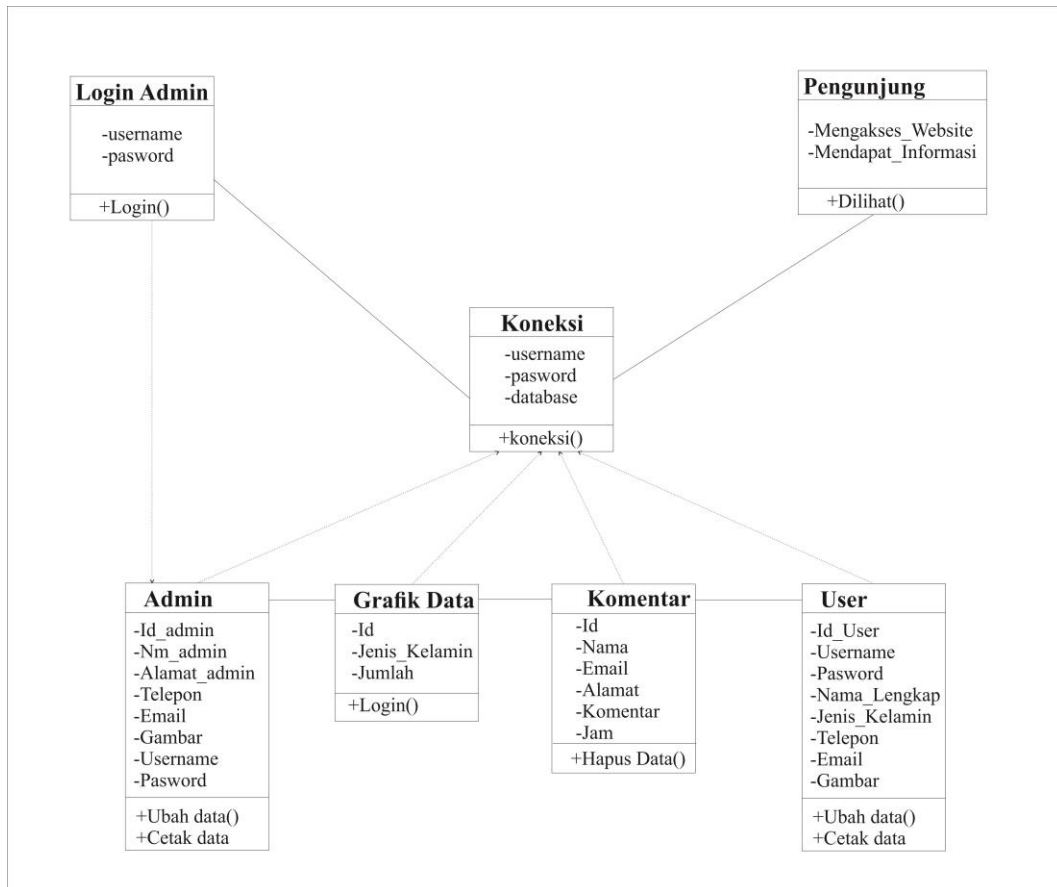 Login Admin
-username
-pasword
+Login()
Pengunjung
-Mengakses_Website
-Mendapat_Informasi
+Dilihat()
Koneksi
-username
-pasword
-database
+koneksi()
Admin
-Id_admin
-Nm_admin
-Alamat_admin
-Telepon
-Email
-Gambar
-Username
-Pasword
+Ubah data()
+Cetak data
Grafik Data
-Id
-Jenis_Kelamin
-Jumlah
+Login()
Komentar
-Id
-Nama
-Email
-Alamat
-Komentar
-Jam
+Hapus Data()
User
-Id_User
-Username
-Pasword
-Nama_Lengkap
-Jenis_Kelamin
-Telepon
-Email
-Gambar
+Ubah data()
+Cetak data